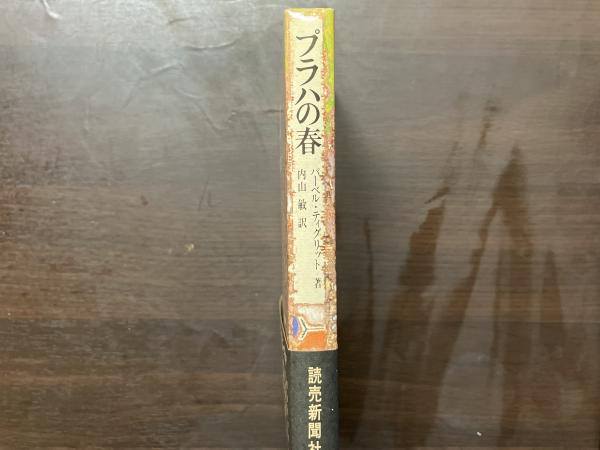 プラハの春
パーベル・ティグリット 著
内山 敏 訳
読売新聞社